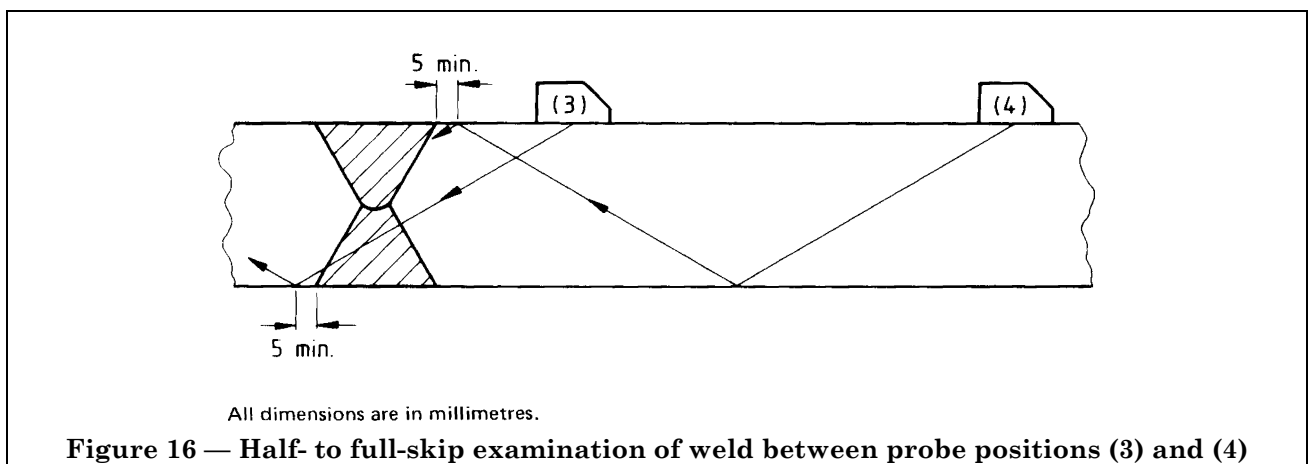 5 min.
(3)
(4)
5 min.
All dimensions are in millimetres.
Figure 16 — Half- to full-skip examination of weld between probe positions (3) and (4)